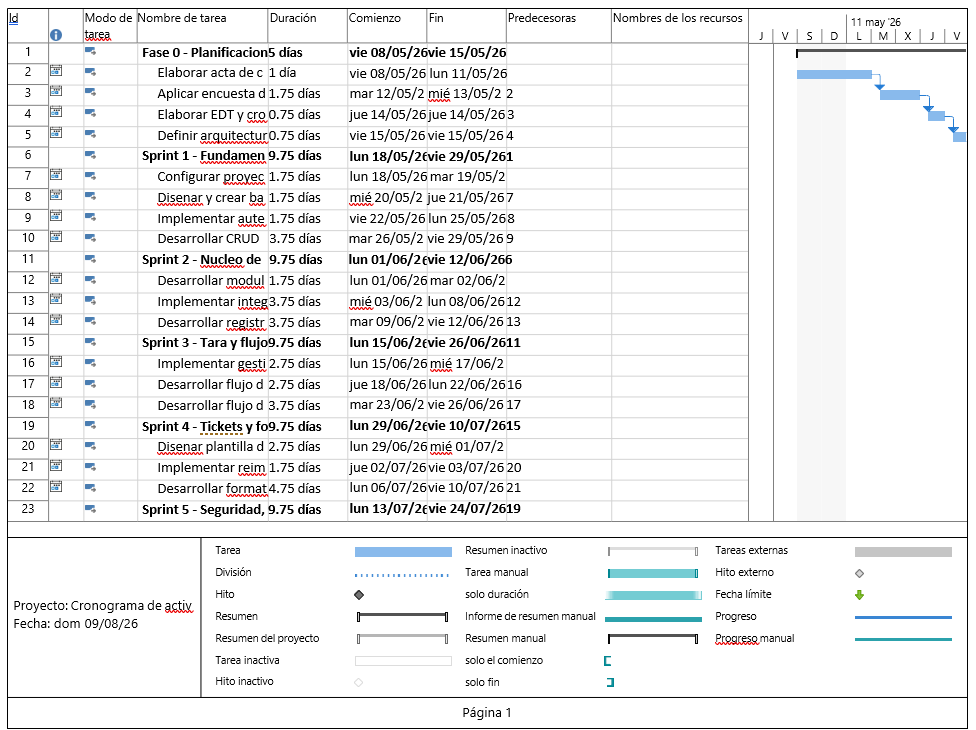 Id Modo de tarea Nombre de tarea Duración Comienzo Fin Predecesoras Nombres de los recursos
11 may '26
J V S D L M X J V
1 Fase 0 - Planificacion 5 días vie 08/05/26 vie 15/05/26
2 Elaborar acta de c 1 día vie 08/05/26 lun 11/05/26
3 Aplicar encuesta d 1.75 días mar 12/05/2 mié 13/05/2 2
4 Elaborar EDT y cro 0.75 días jue 14/05/26 jue 14/05/26 3
5 Definir arquitectur 0.75 días vie 15/05/26 vie 15/05/26 4
6 Sprint 1 - Fundamen 9.75 días lun 18/05/26 vie 29/05/26 1
7 Configurar proyec 1.75 días lun 18/05/26 mar 19/05/2
8 Disenar y crear ba 1.75 días mié 20/05/2 jue 21/05/26 7
9 Implementar aute 1.75 días vie 22/05/26 lun 25/05/26 8
10 Desarrollar CRUD 3.75 días mar 26/05/2 vie 29/05/26 9
11 Sprint 2 - Nucleo de 9.75 días lun 01/06/26 vie 12/06/26 6
12 Desarrollar modul 1.75 días lun 01/06/26 mar 02/06/2
13 Implementar integ 3.75 días mié 03/06/2 lun 08/06/26 12
14 Desarrollar registr 3.75 días mar 09/06/2 vie 12/06/26 13
15 Sprint 3 - Tara y flujo 9.75 días lun 15/06/26 vie 26/06/26 11
16 Implementar gesti 2.75 días lun 15/06/26 mié 17/06/2
17 Desarrollar flujo d 2.75 días jue 18/06/26 lun 22/06/26 16
18 Desarrollar flujo d 3.75 días mar 23/06/2 vie 26/06/26 17
19 Sprint 4 - Tickets y fo 9.75 días lun 29/06/26 vie 10/07/26 15
20 Disenar plantilla d 2.75 días lun 29/06/26 mié 01/07/2
21 Implementar reim 1.75 días jue 02/07/26 vie 03/07/26 20
22 Desarrollar format 4.75 días lun 06/07/26 vie 10/07/26 21
23 Sprint 5 - Seguridad, 9.75 días lun 13/07/26 vie 24/07/26 19
Proyecto: Cronograma de activ
Fecha: dom 09/08/26
Tarea
División
Hito
Resumen
Resumen del proyecto
Tarea inactiva
Hito inactivo
Resumen inactivo
Tarea manual
solo duración
Informe de resumen manual
Resumen manual
solo el comienzo
solo fin
Tareas externas
Hito externo
Fecha límite
Progreso
Progreso manual
Página 1